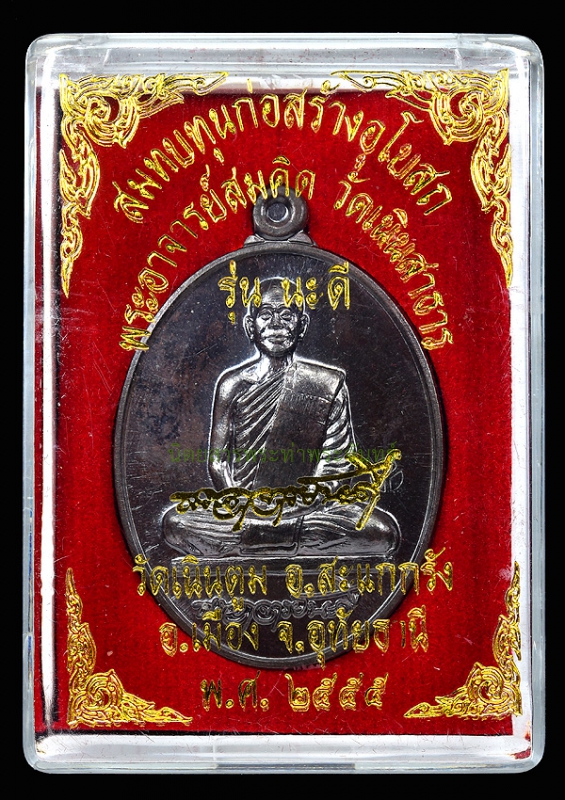 สมทบทุนก่อสร้างอุโบสถ
พระอาจารย์สมคิด วัดเนินสาธาร
รุ่น นะดี
วัดเนินตูม อ.สะแกกรัง
อ.เมือง จ.อุทัยธานี
พ.ศ. ๒๕๕๕